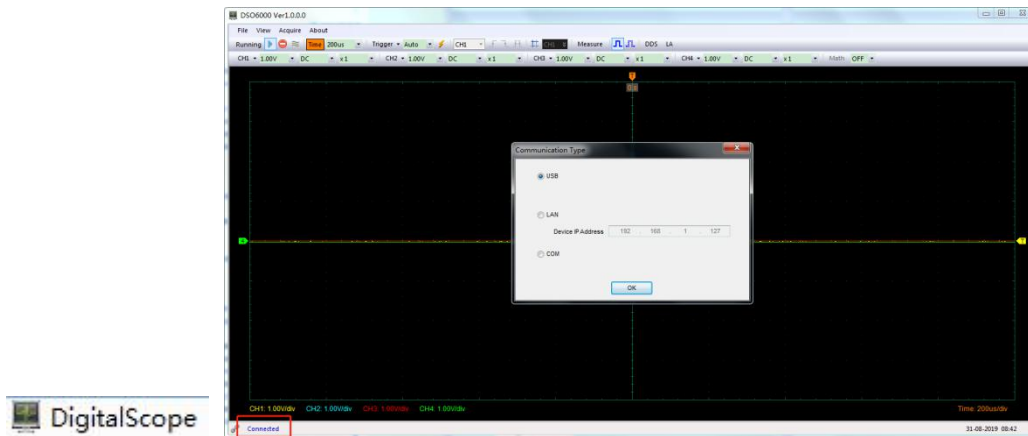 DSO6000 Ver1.0.0.0
File View Acquire About
Running Time 200us Trigger Auto CH1 Measure DDS LA
CH1 1.00V DC x1 CH2 1.00V DC x1 CH3 1.00V DC x1 CH4 1.00V DC x1 Math OFF
Communication Type
USB
LAN
Device IP Address 192 . 168 . 1 . 127
COM
OK
CH1: 1.00V/div CH2: 1.00V/div CH3: 1.00V/div CH4: 1.00V/div
Time: 200us/div
Connected
31-08-2019 08:42
DigitalScope